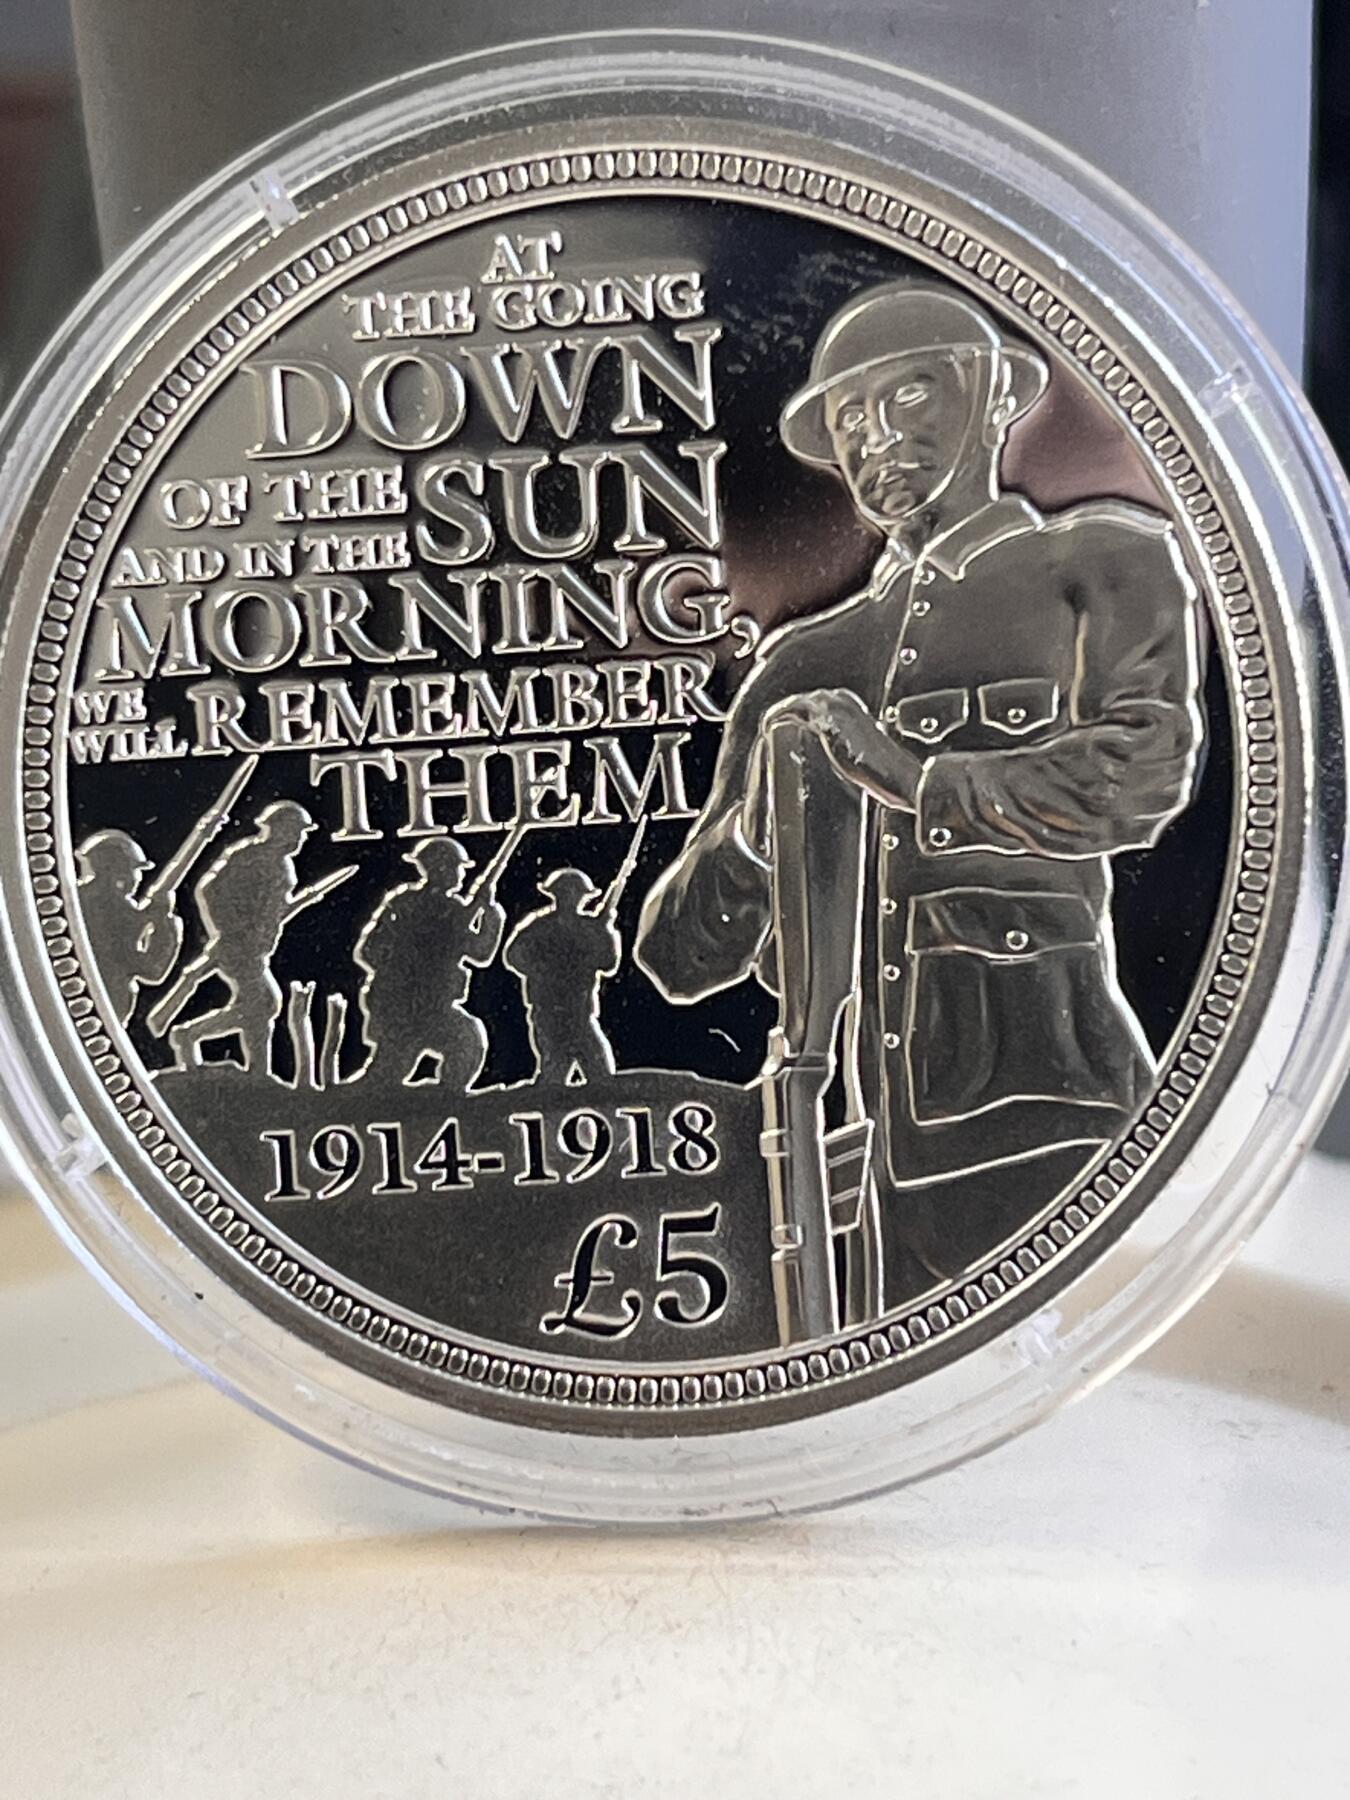 AT
THE GOING
DOWN
OF THE SUN
AND IN THE
MORNING,
WE
WILL REMEMBER
THEM
1914-1918
£5